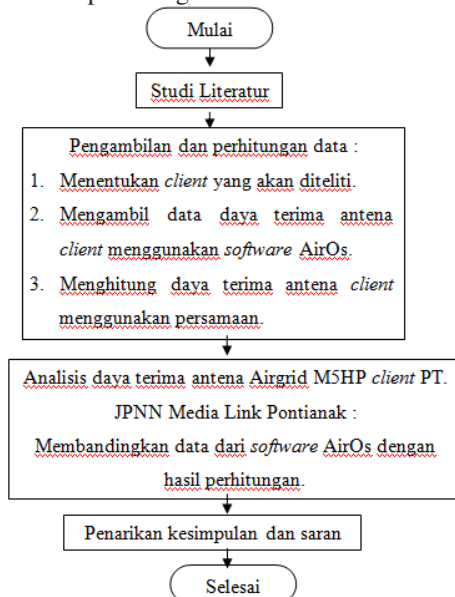 Mulai
Studi Literatur
Pengambilan dan perhitungan data :
1. Menentukan client yang akan diteliti.
2. Mengambil data daya terima antena
client menggunakan software AirOs.
3. Menghitung daya terima antena client
menggunakan persamaan.
Analisis daya terima antena Airgrid M5HP client PT.
JPNN Media Link Pontianak :
Membandingkan data dari software AirOs dengan
hasil perhitungan.
Penarikan kesimpulan dan saran
Selesai